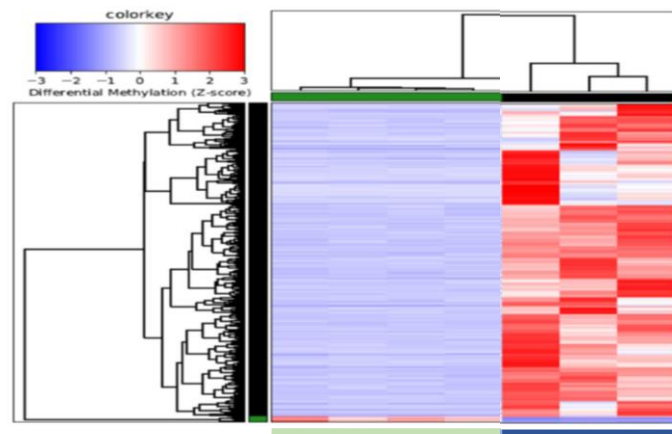 colorkey
−3 −2 −1 0 1 2 3
Differential Methylation (Z-score)